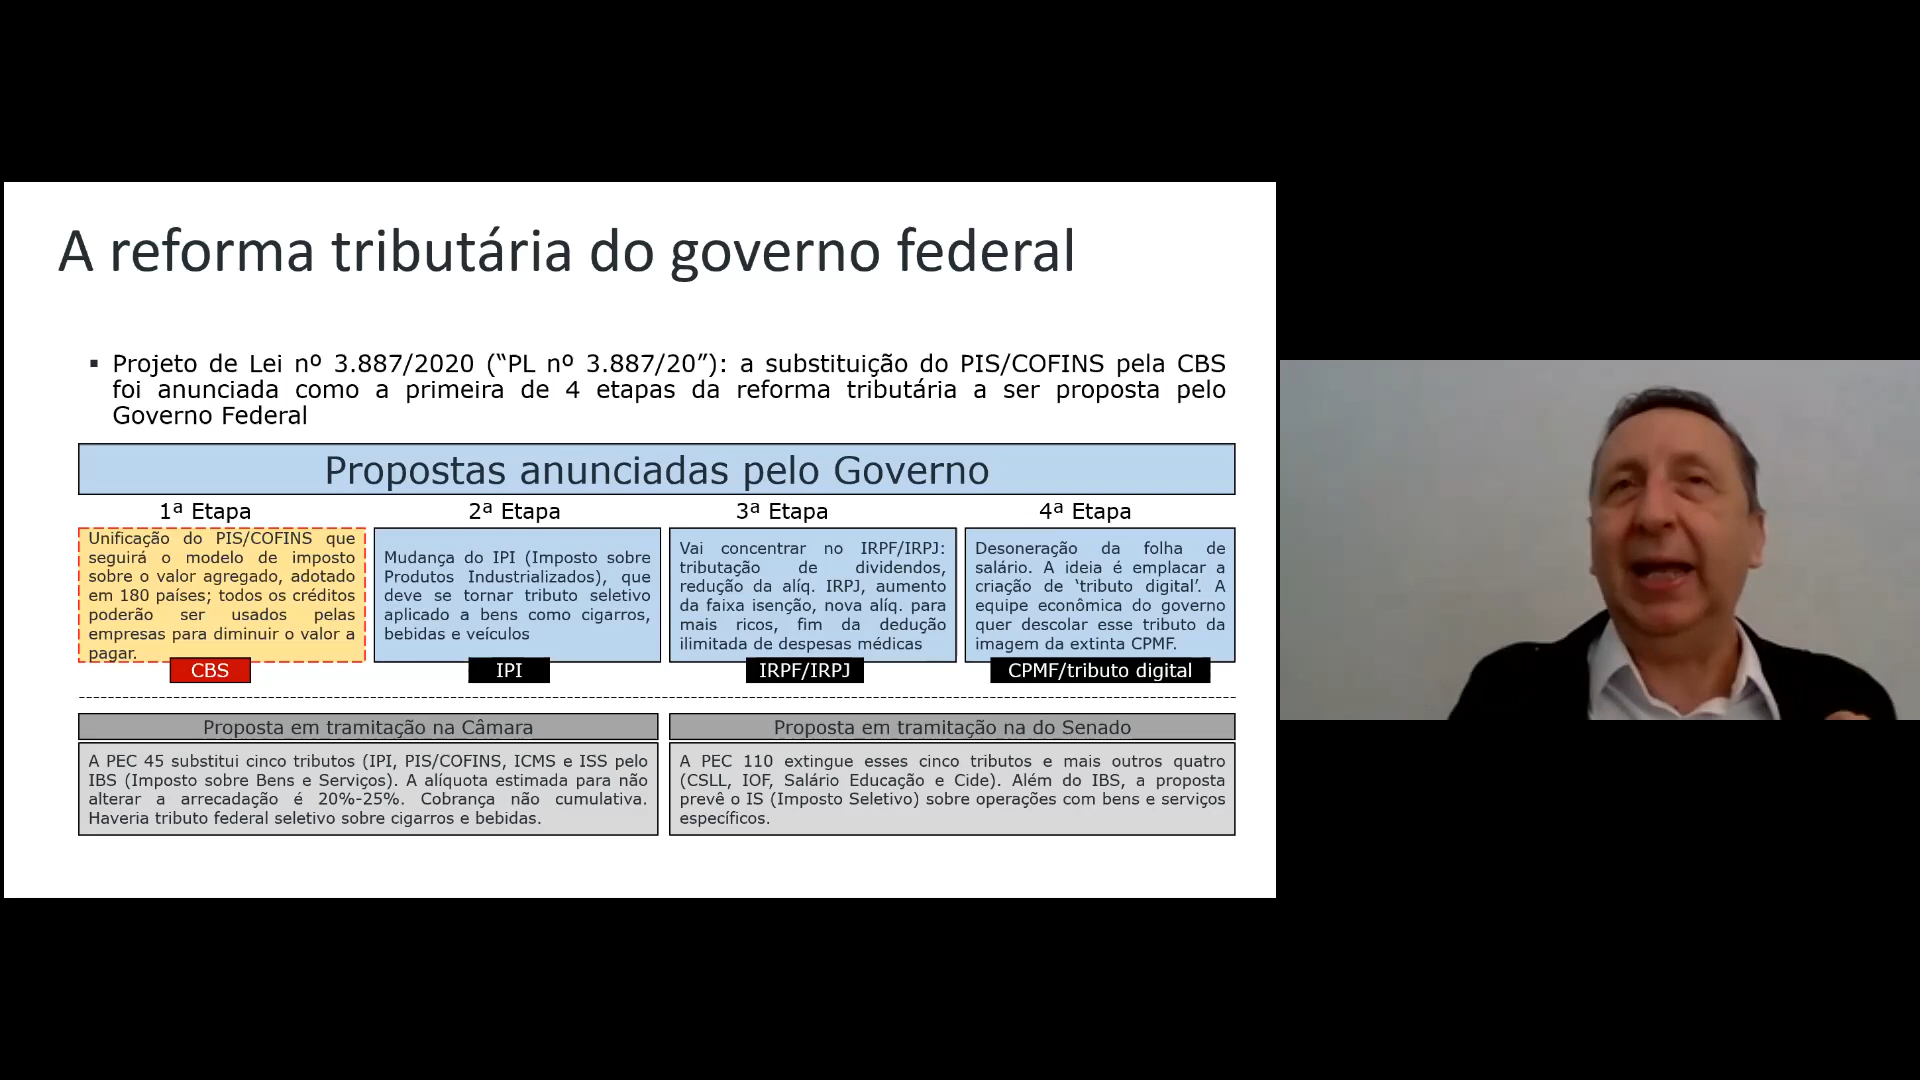 A reforma tributária do governo federal
▪ Projeto de Lei nº 3.887/2020 (“PL nº 3.887/20”): a substituição do PIS/COFINS pela CBS
foi anunciada como a primeira de 4 etapas da reforma tributária a ser proposta pelo
Governo Federal
Propostas anunciadas pelo Governo
1ª Etapa
Unificação do PIS/COFINS que
seguirá o modelo de imposto
sobre o valor agregado, adotado
em 180 países; todos os créditos
poderão ser usados pelas
empresas para diminuir o valor a
pagar.
CBS
2ª Etapa
Mudança do IPI (Imposto sobre
Produtos Industrializados), que
deve se tornar tributo seletivo
aplicado a bens como cigarros,
bebidas e veículos
IPI
3ª Etapa
Vai concentrar no IRPF/IRPJ:
tributação de dividendos,
redução da alíq. IRPJ, aumento
da faixa isenção, nova alíq. para
mais ricos, fim da dedução
ilimitada de despesas médicas
IRPF/IRPJ
4ª Etapa
Desoneração da folha de
salário. A ideia é emplacar a
criação de ‘tributo digital’. A
equipe econômica do governo
quer descolar esse tributo da
imagem da extinta CPMF.
CPMF/tributo digital
Proposta em tramitação na Câmara
A PEC 45 substitui cinco tributos (IPI, PIS/COFINS, ICMS e ISS pelo
IBS (Imposto sobre Bens e Serviços). A alíquota estimada para não
alterar a arrecadação é 20%-25%. Cobrança não cumulativa.
Haveria tributo federal seletivo sobre cigarros e bebidas.
Proposta em tramitação na do Senado
A PEC 110 extingue esses cinco tributos e mais outros quatro
(CSLL, IOF, Salário Educação e Cide). Além do IBS, a proposta
prevê o IS (Imposto Seletivo) sobre operações com bens e serviços
específicos.